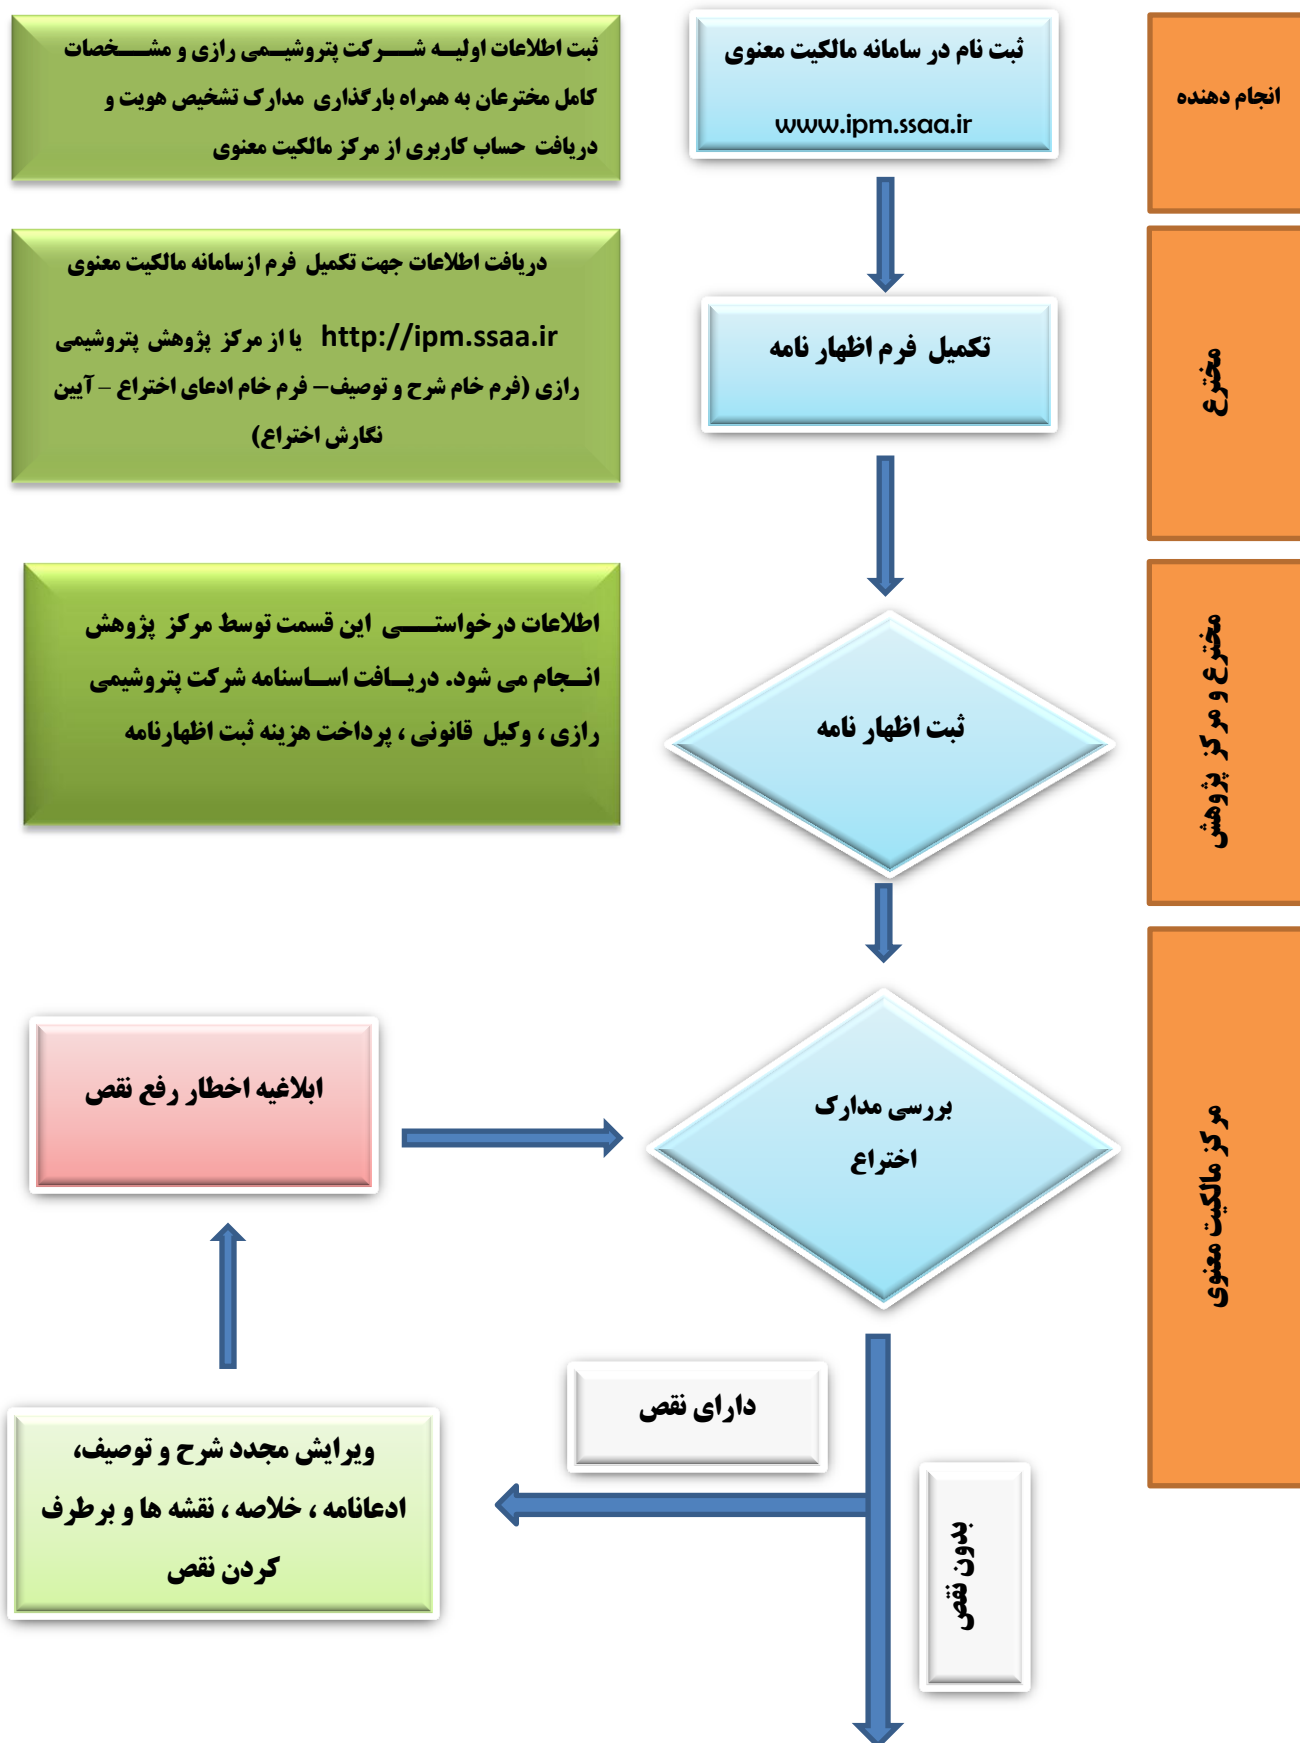 انجام دهنده
ثبت نام در سامانه مالکیت معنوی
www.ipm.ssaa.ir
ثبت اطلاعات اولیه شرکت پتروشیمی رازی و مشخصات
کامل مخترعان به همراه بارگذاری مدارک تشخیص هویت و
دریافت حساب کاربری از مرکز مالکیت معنوی
مخترع
تکمیل فرم اظهار نامه
دریافت اطلاعات جهت تکمیل فرم ازسامانه مالکیت معنوی
http://ipm.ssaa.ir یا از مرکز پژوهش پتروشیمی
رازی (فرم خام شرح و توصیف– فرم خام ادعای اختراع – آیین
نگارش اختراع)
مخترع و مرکز پژوهش
ثبت اظهار نامه
اطلاعات درخواستی این قسمت توسط مرکز پژوهش
انجام می شود. دریافت اساسنامه شرکت پتروشیمی
رازی ، وکیل قانونی ، پرداخت هزینه ثبت اظهارنامه
مرکز مالکیت معنوی
بررسی مدارک
اختراع
ابلاغیه اخطار رفع نقص
دارای نقص
بدون نقص
ویرایش مجدد شرح و توصیف،
ادعانامه ، خلاصه ، نقشه ها و برطرف
کردن نقص